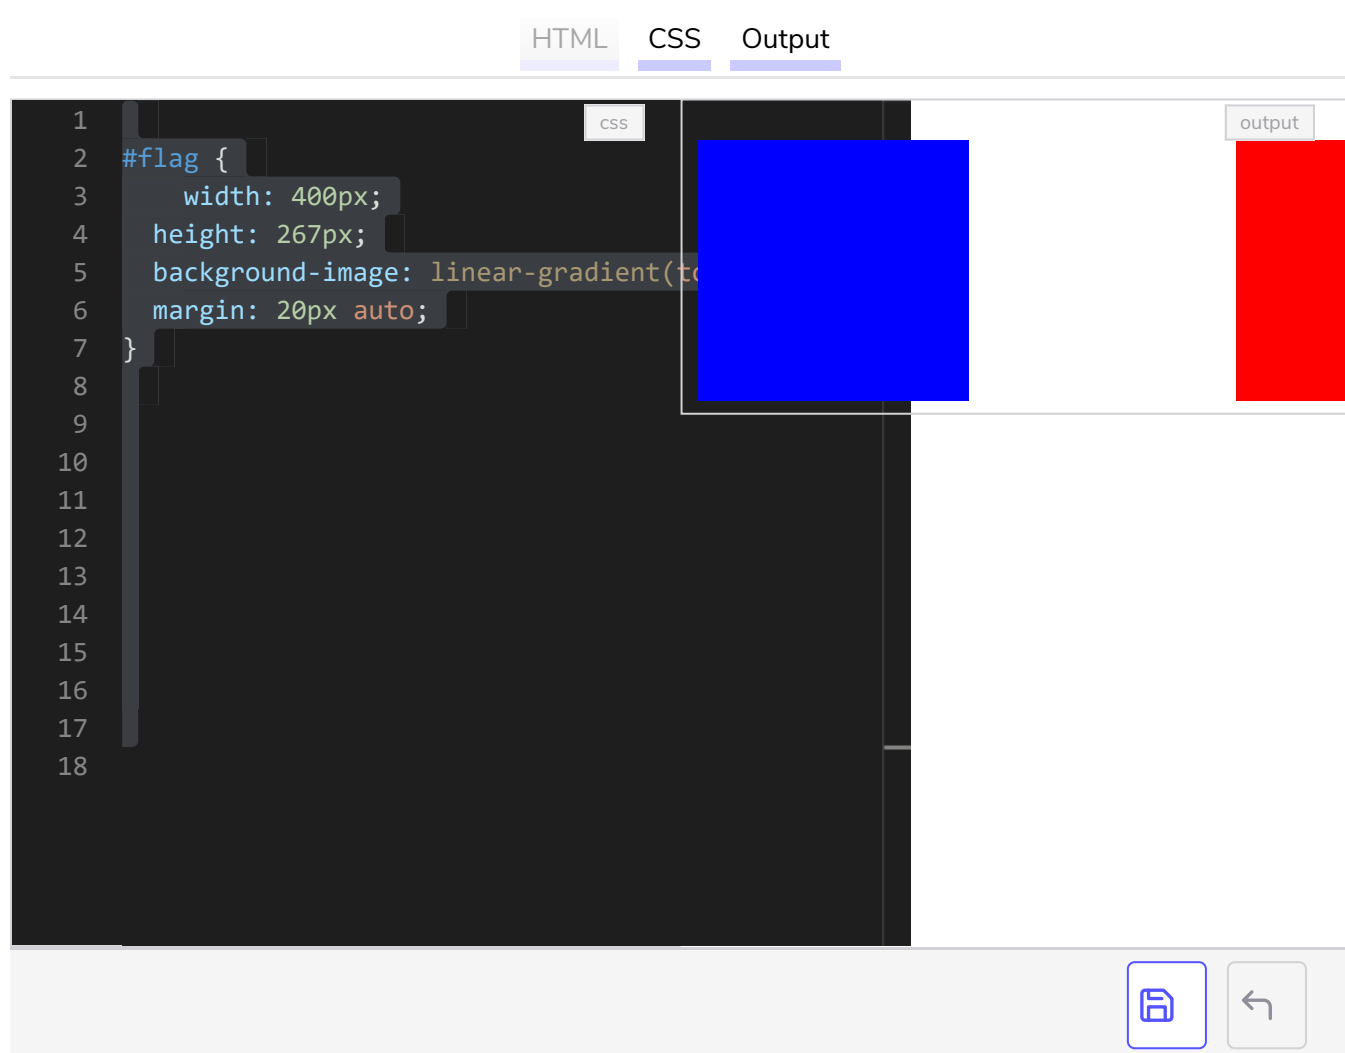 HTML CSS Output
css
output
1
2 #flag {
3 width: 400px;
4 height: 267px;
5 background-image: linear-gradient(to
6 margin: 20px auto;
7 }
8
9
10
11
12
13
14
15
16
17
18